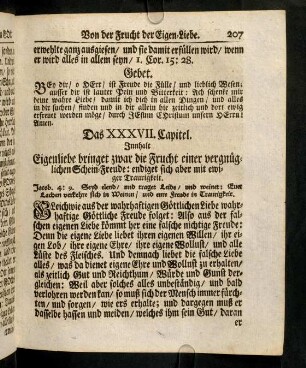 Von der Frucht der Eigen-Liebe. 207
erwehlte ganz ausgiesen/ und sie damit erfüllen wird/ wenn
er wird alles in allem seyn/ 1. Cor. 15: 28.
Gebet.
BEy dir/ o HErr/ ist Freude die Fülle/ und lieblich Wesen:
ausser dir ist lauter Pein und Bitterkeit: Ach schencke mir
deine wahre Liebe/ damit ich dich in allen Dingen/ und alles
in dir suchen/ finden und in dir allein die zeitlich und dort ewig
erfreuet werden möge/ durch JEsum Christum unsern HErrn!
Amen.
Das XXXVII. Capitel.
Innhalt
Eigenliebe bringet zwar die Frucht einer vergnüg-
lichen Schein-Freude: endiget sich aber mit ewi-
ger Traurigkeit.
Jacob. 4: 9. Seyd elend/ und traget Leide/ und weinet: Euer
Lachen verkehre sich in Weinen/ und eure Freude in Traurigkeit.
GLeichwie aus der wahrhafftigen Göttlichen Liebe wahr-
hafftige Göttliche Freude folget: Also aus der fal-
schen eigenen Liebe kömmt her eine falsche nichtige Freude:
Denn die eigene Liebe liebet ihren eigenen Willen/ ihr ei-
gen Lob/ ihre eigene Ehr/ ihre eigene Wollust/ und alle
Lüste des Fleisches. Und dennach liebet die falsche Liebe
alles/ was da dienet eigene Ehre und Wollust zu erhalten/
als zeitlich Gut und Reichthum/ Würde und Gunst der-
gleichen: Weil aber solches alles unbeständig/ und bald
verlohren werden kan/ so muß sich der Mensch immer fürch-
ten/ und sorgen/ wie ers erhalte; und dargegen muß er
dasselbe hassen und meiden/ welches ihm sein Gut/ daran
er